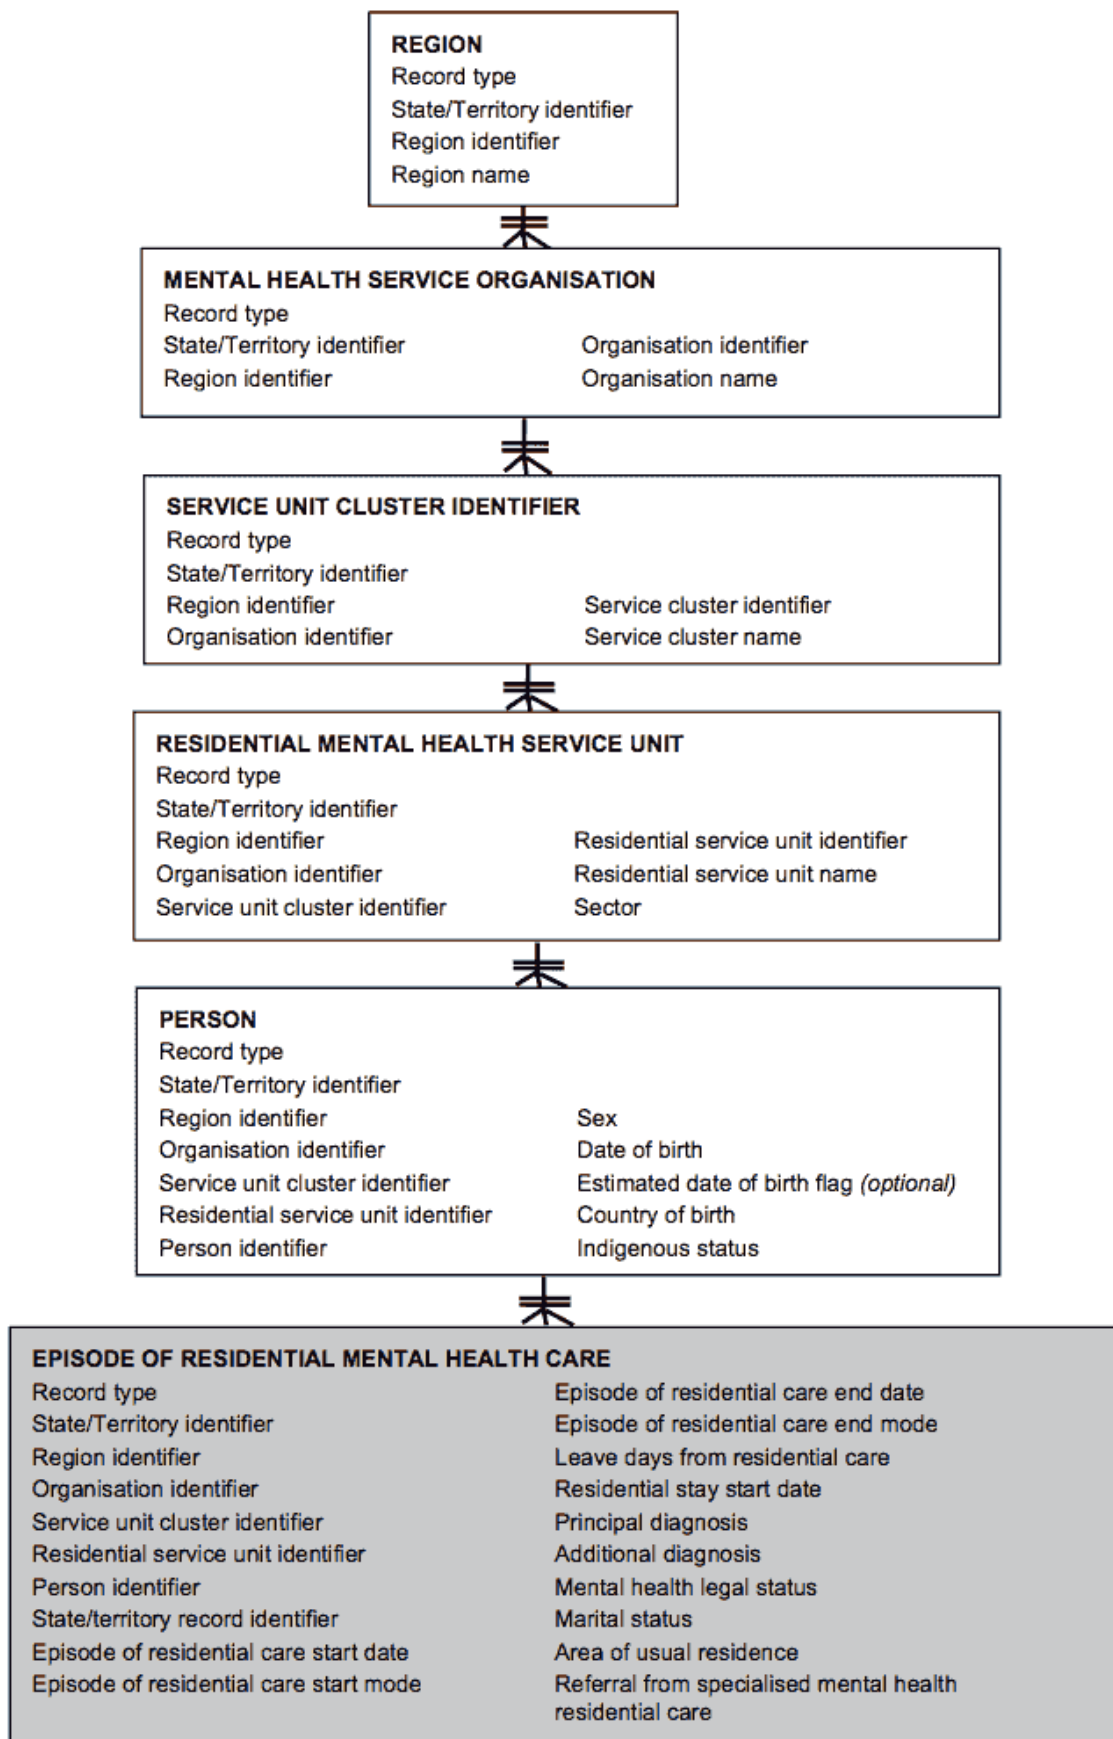 REGION
Record type
State/Territory identifier
Region identifier
Region name
MENTAL HEALTH SERVICE ORGANISATION
Record type
State/Territory identifier
Region identifier
Organisation identifier
Organisation name
SERVICE UNIT CLUSTER IDENTIFIER
Record type
State/Territory identifier
Region identifier
Organisation identifier
Service cluster identifier
Service cluster name
RESIDENTIAL MENTAL HEALTH SERVICE UNIT
Record type
State/Territory identifier
Region identifier
Organisation identifier
Service unit cluster identifier
Residential service unit identifier
Residential service unit name
Sector
PERSON
Record type
State/Territory identifier
Region identifier
Organisation identifier
Service unit cluster identifier
Residential service unit identifier
Person identifier
Sex
Date of birth
Estimated date of birth flag (optional)
Country of birth
Indigenous status
EPISODE OF RESIDENTIAL MENTAL HEALTH CARE
Record type
State/Territory identifier
Region identifier
Organisation identifier
Service unit cluster identifier
Residential service unit identifier
Person identifier
State/territory record identifier
Episode of residential care start date
Episode of residential care start mode
Episode of residential care end date
Episode of residential care end mode
Leave days from residential care
Residential stay start date
Principal diagnosis
Additional diagnosis
Mental health legal status
Marital status
Area of usual residence
Referral from specialised mental health
residential care